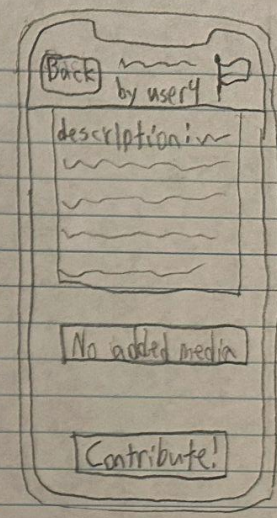 Back
by user4
description:
No added media
Contribute!